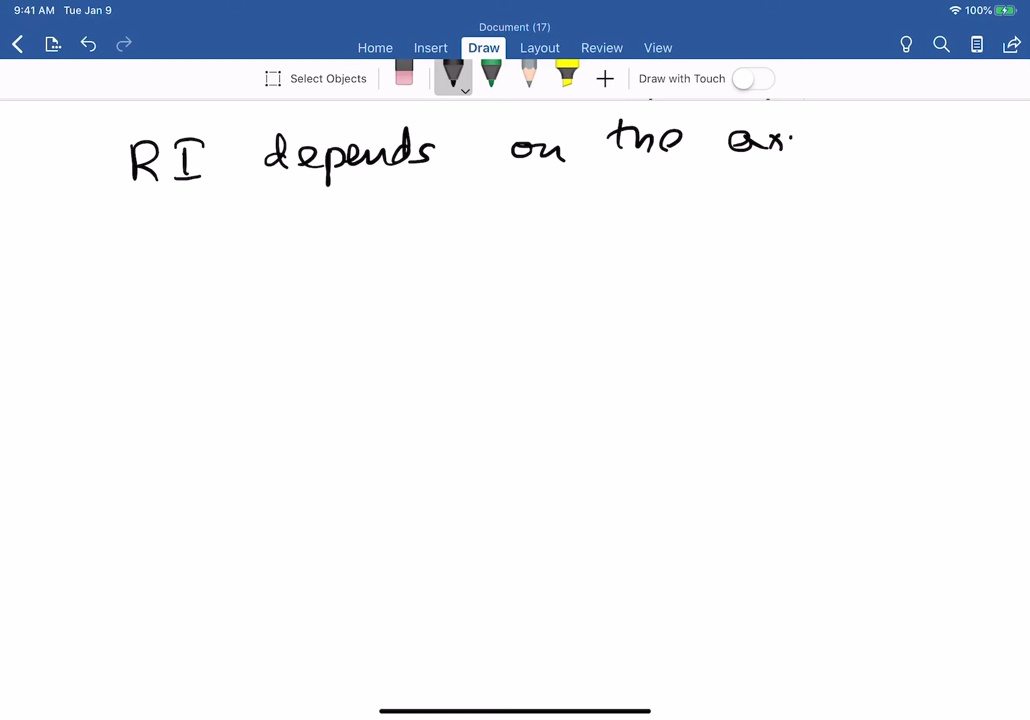 9:41 AM Tue Jan 9 100%
Document (17)
Home Insert Draw Layout Review View
Select Objects Draw with Touch
RI depends on the ax